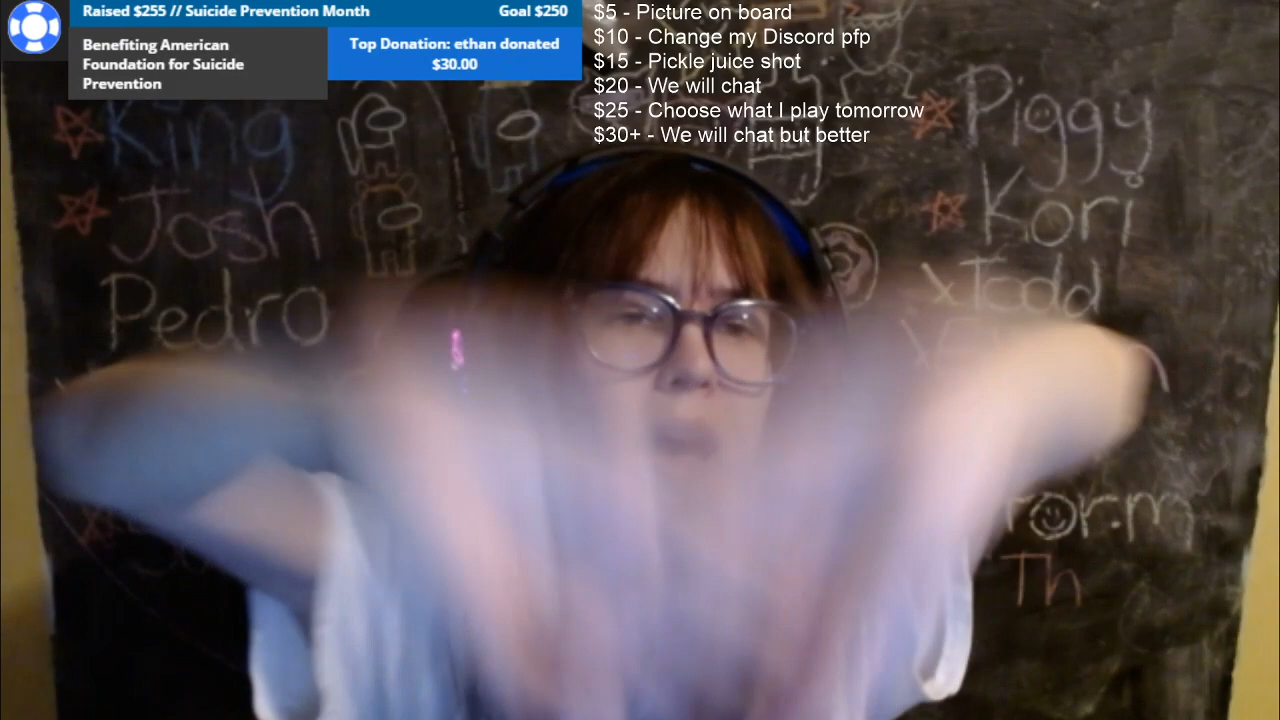 Raised $255 // Suicide Prevention Month Goal $250
Benefiting American
Foundation for Suicide
Prevention
Top Donation: ethan donated
$30.00
$5 - Picture on board
$10 - Change my Discord pfp
$15 - Pickle juice shot
$20 - We will chat
$25 - Choose what I play tomorrow
$30+ - We will chat but better
King
Josh
Pedro
Piggy
Kori
xTodd
Th